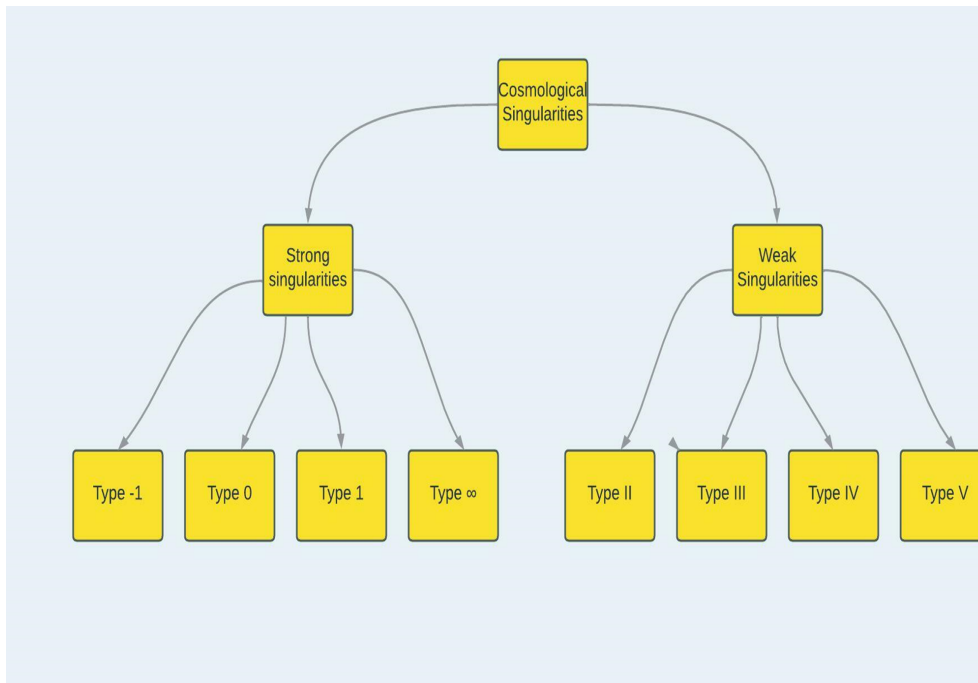 Cosmological
Singularities
Strong
singularities
Weak
Singularities
Type -1
Type 0
Type 1
Type ∞
Type II
Type III
Type IV
Type V